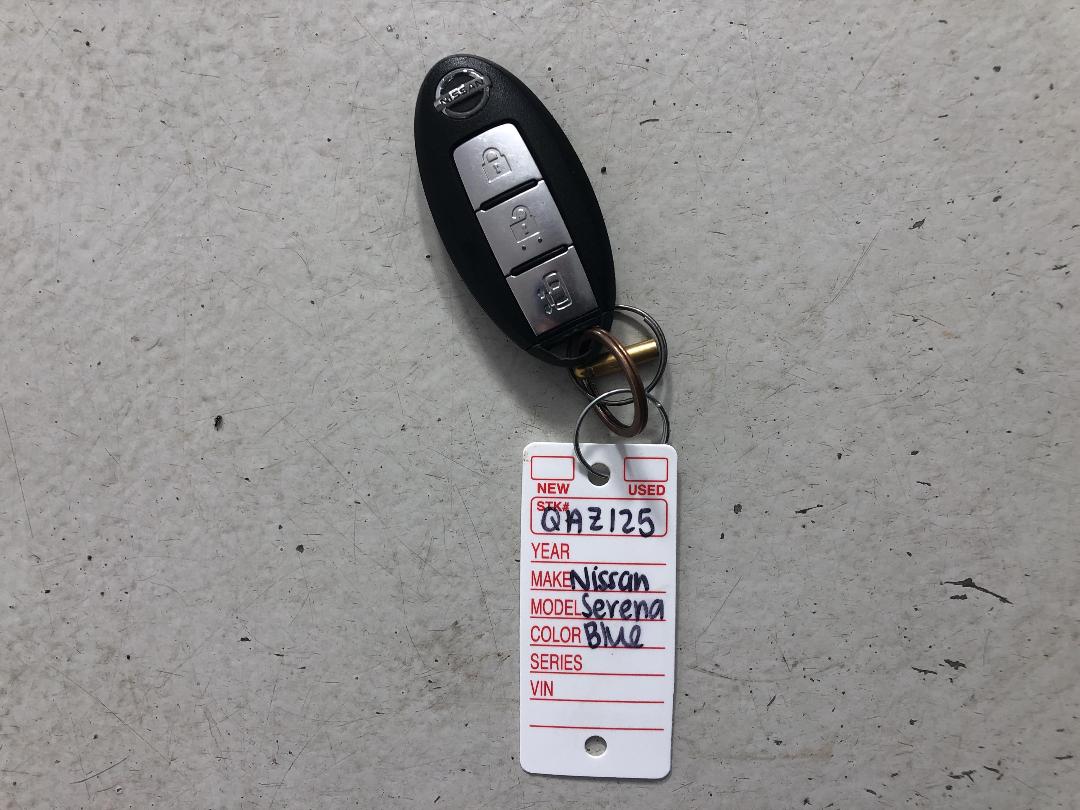 NISSAN
NEW USED
STK# QAZ125
YEAR
MAKE Nissan
MODEL Serena
COLOR Blue
SERIES
VIN